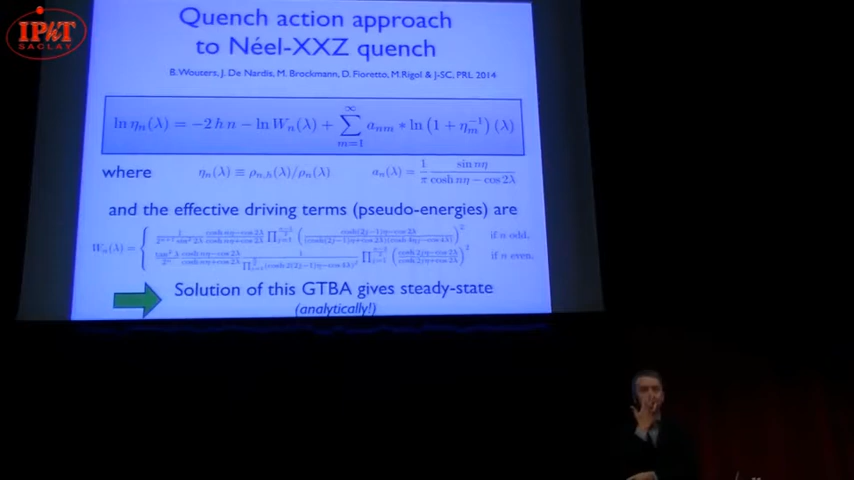 IPhT
SACLAY
Quench action approach
to Néel-XXZ quench
B. Wouters, J. De Nardis, M. Brockmann, D. Fioretto, M. Rigol & J-SC, PRL 2014
ln η_n(λ) = −2 h n − ln W_n(λ) + ∑_{m=1}^{∞} a_{nm} * ln (1 + η_m^{−1}) (λ)
where η_n(λ) ≡ ρ_{n,h}(λ)/ρ_n(λ) a_n(λ) = \frac{1}{π} \frac{sin nη}{cosh nη − cos 2λ}
and the effective driving terms (pseudo-energies) are
W_n(λ) = {
if n odd.
if n even.
Solution of this GTBA gives steady-state
(analytically!)